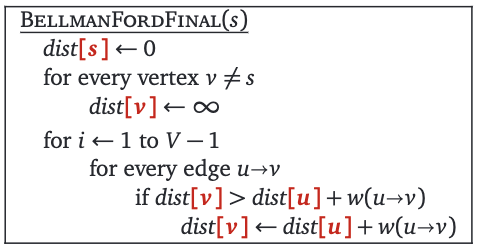 BELLMANFORDFINAL(s)
dist[s] ← 0
for every vertex v ≠ s
dist[v] ← ∞
for i ← 1 to V − 1
for every edge u→v
if dist[v] > dist[u] + w(u→v)
dist[v] ← dist[u] + w(u→v)